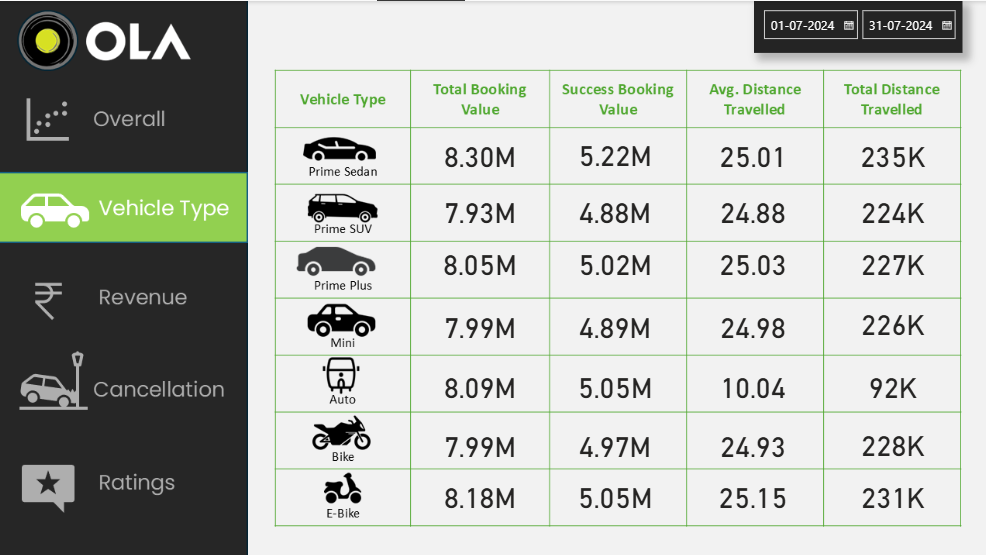 OLA
01-07-2024 31-07-2024
Overall
Vehicle Type
Revenue
Cancellation
Ratings
Vehicle Type Total Booking Value Success Booking Value Avg. Distance Travelled Total Distance Travelled
Prime Sedan 8.30M 5.22M 25.01 235K
Prime SUV 7.93M 4.88M 24.88 224K
Prime Plus 8.05M 5.02M 25.03 227K
Mini 7.99M 4.89M 24.98 226K
Auto 8.09M 5.05M 10.04 92K
Bike 7.99M 4.97M 24.93 228K
E-Bike 8.18M 5.05M 25.15 231K